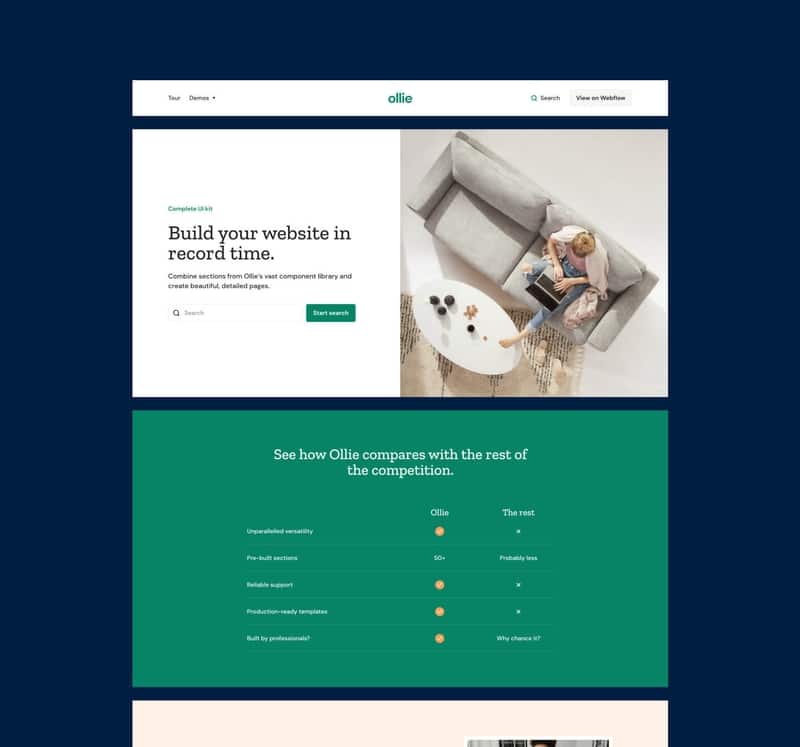 Tour Demos ollie Search View on Webflow
Complete UI kit
Build your website in
record time.
Combine sections from Ollie's vast component library and
create beautiful, detailed pages.
Search Start search
See how Ollie compares with the rest of
the competition.
Ollie The rest
Unparallelled versatility ×
Pre-built sections 50+ Probably less
Reliable support ×
Production-ready templates ×
Built by professionals? Why chance it?